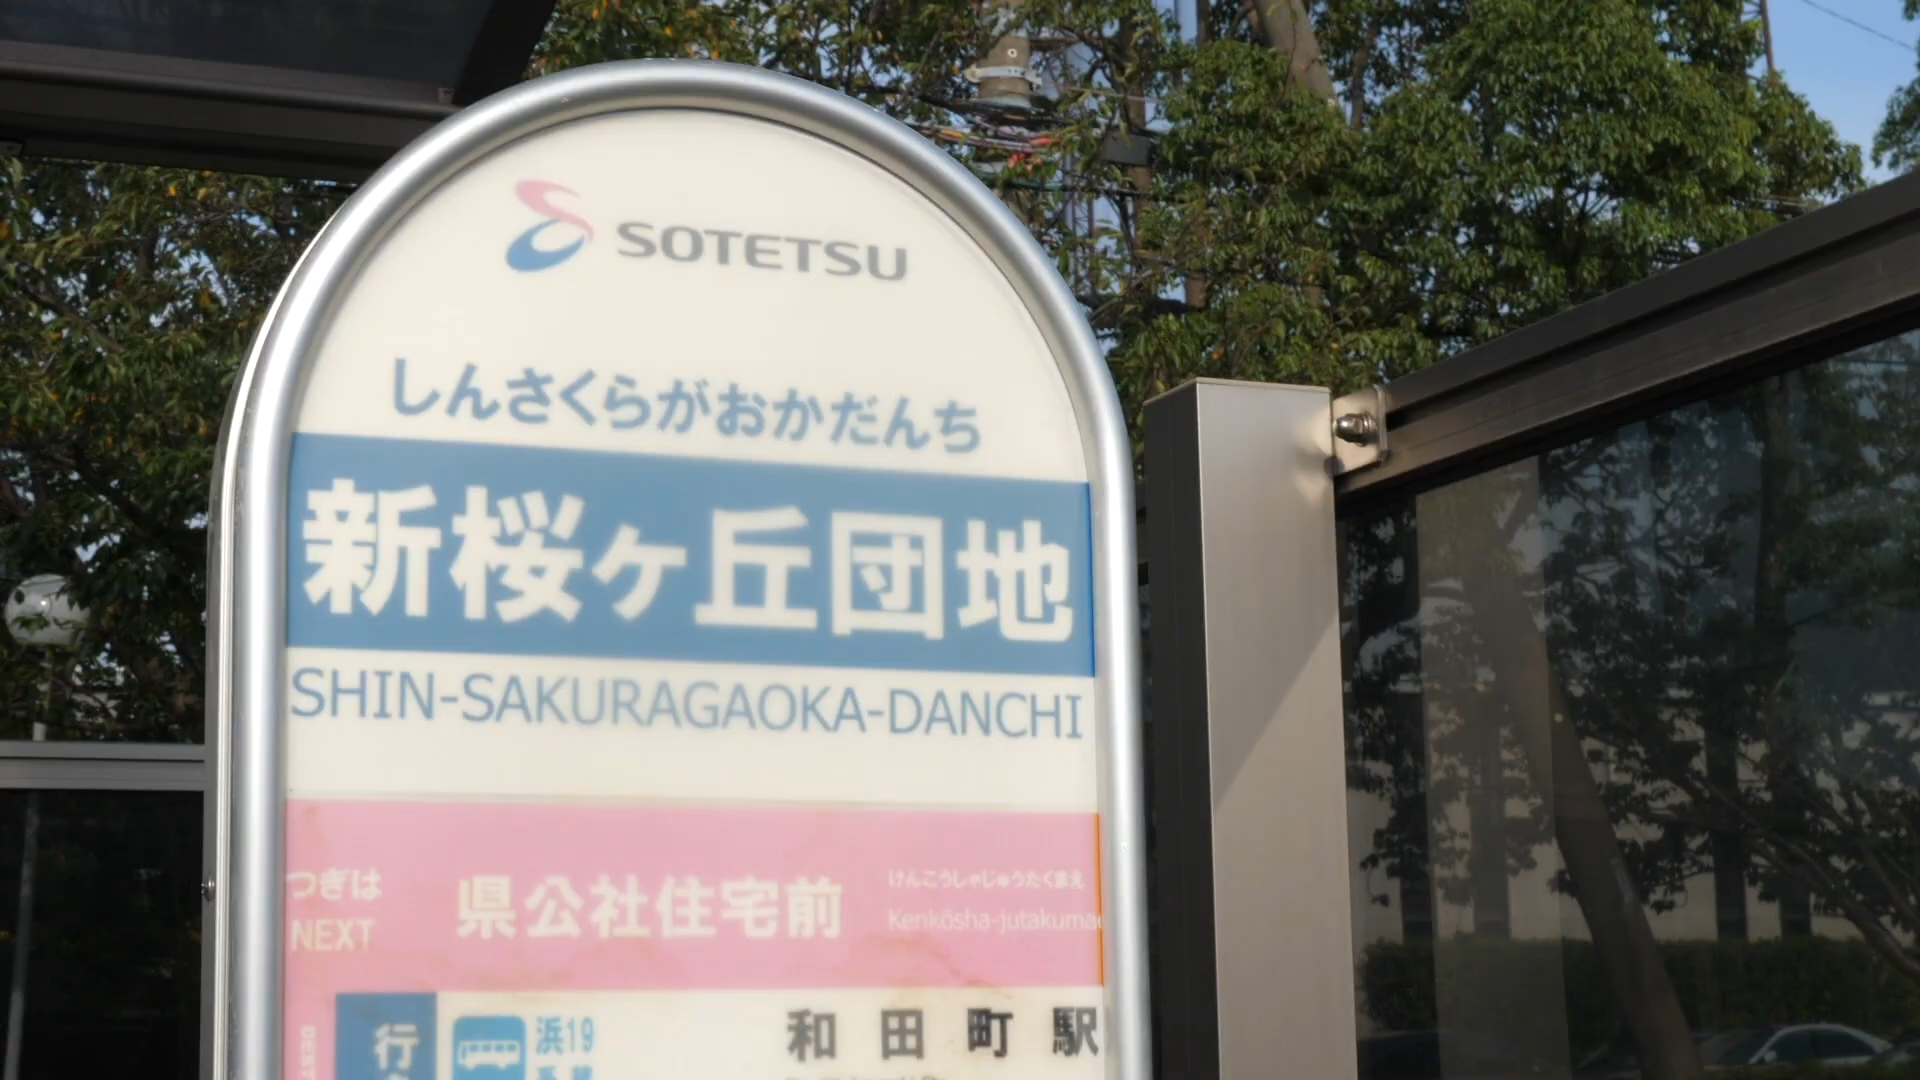 SOTETSU
しんさくらがおかだんち
新桜ヶ丘団地
SHIN-SAKURAGAOKA-DANCHI
つぎは
NEXT
県公社住宅前
けんこうしゃじゅうたくまえ
Kenkōsha-jutakumae
行
浜19
和田町駅